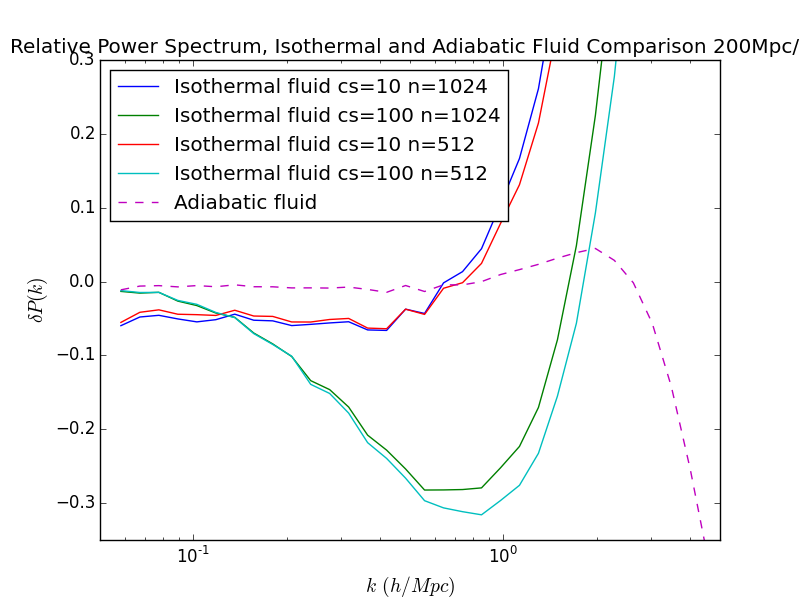 Relative Power Spectrum, Isothermal and Adiabatic Fluid Comparison 200Mpc/
0.3
0.2
0.1
0.0
−0.1
−0.2
−0.3
δP(k)
Isothermal fluid cs=10 n=1024
Isothermal fluid cs=100 n=1024
Isothermal fluid cs=10 n=512
Isothermal fluid cs=100 n=512
Adiabatic fluid
10⁻¹ 10⁰
k (h/Mpc)